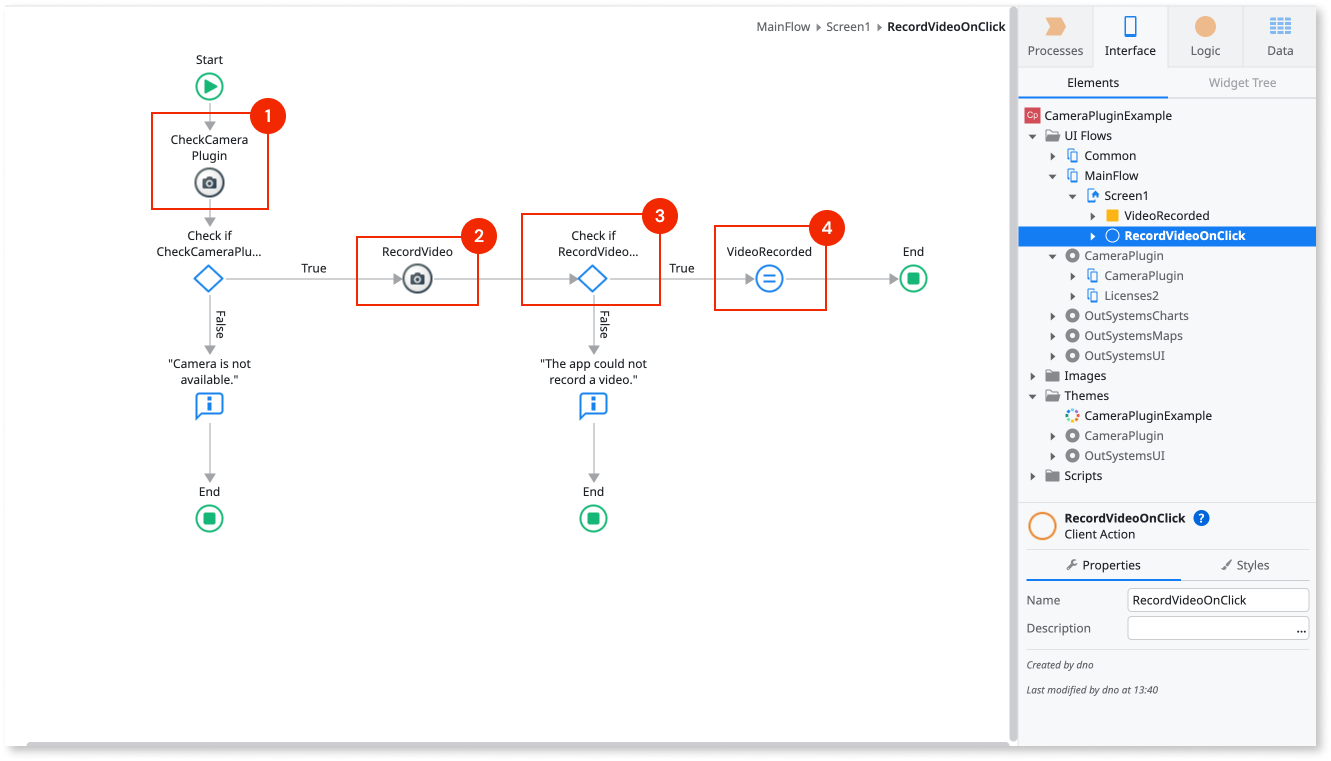 MainFlow Screen1 RecordVideoOnClick
Start
1
CheckCamera
Plugin
Check if
CheckCameraPlu...
True
False
"Camera is not
available."
End
2
RecordVideo
3
Check if
RecordVideo...
True
False
"The app could not
record a video."
End
4
VideoRecorded
End
Processes
Interface
Logic
Data
Elements
Widget Tree
Cp CameraPluginExample
UI Flows
Common
MainFlow
Screen1
VideoRecorded
RecordVideoOnClick
CameraPlugin
CameraPlugin
Licenses2
OutSystemsCharts
OutSystemsMaps
OutSystemsUI
Images
Themes
CameraPluginExample
CameraPlugin
OutSystemsUI
Scripts
RecordVideoOnClick ?
Client Action
Properties
Styles
Name RecordVideoOnClick
Description ...
Created by dno
Last modified by dno at 13:40